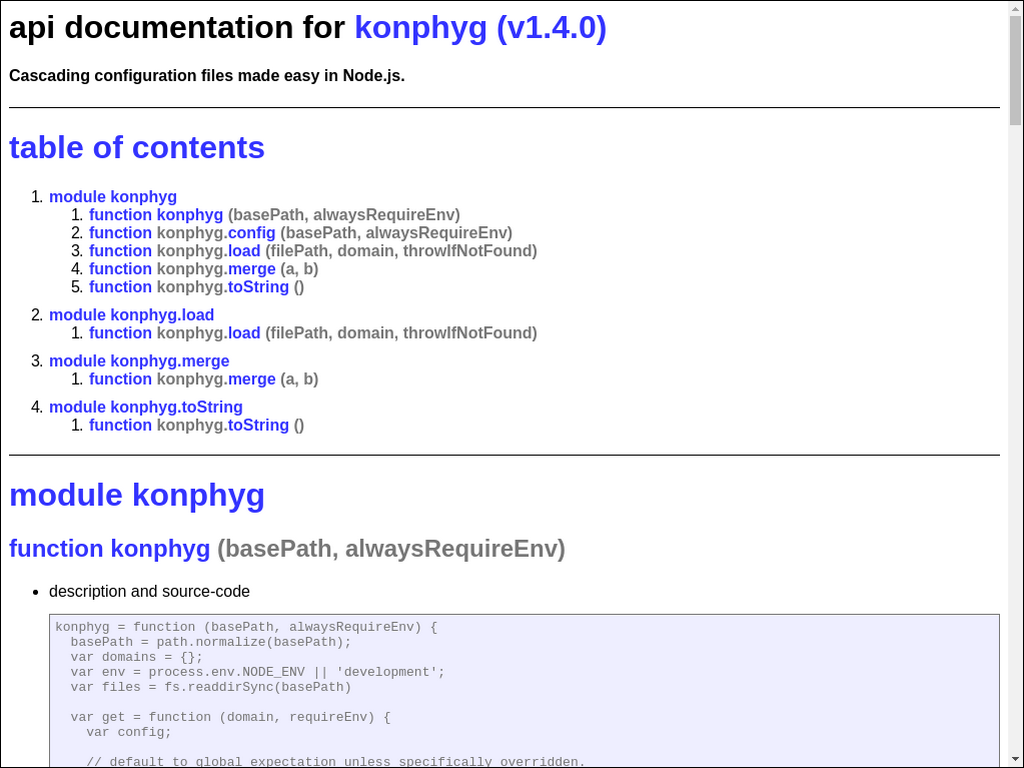 api documentation for konphyg (v1.4.0)
Cascading configuration files made easy in Node.js.
table of contents
1. module konphyg
1. function konphyg (basePath, alwaysRequireEnv)
2. function konphyg.config (basePath, alwaysRequireEnv)
3. function konphyg.load (filePath, domain, throwIfNotFound)
4. function konphyg.merge (a, b)
5. function konphyg.toString ()
2. module konphyg.load
1. function konphyg.load (filePath, domain, throwIfNotFound)
3. module konphyg.merge
1. function konphyg.merge (a, b)
4. module konphyg.toString
1. function konphyg.toString ()
module konphyg
function konphyg (basePath, alwaysRequireEnv)
• description and source-code
konphyg = function (basePath, alwaysRequireEnv) {
  basePath = path.normalize(basePath);
  var domains = {};
  var env = process.env.NODE_ENV || 'development';
  var files = fs.readdirSync(basePath)
  var get = function (domain, requireEnv) {
    var config;
    // default to global expectation unless specifically overridden.